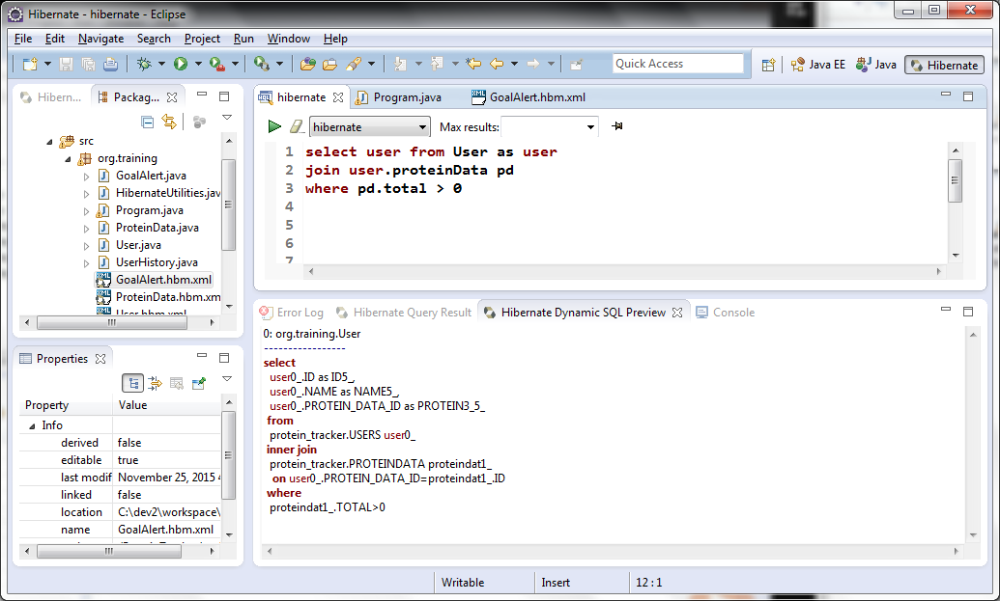 Hibernate - hibernate - Eclipse
File Edit Navigate Search Project Run Window Help
Quick Access Java EE Java Hibernate
Hibern... Packag...
src
org.training
GoalAlert.java
HibernateUtilities.jav
Program.java
ProteinData.java
User.java
UserHistory.java
GoalAlert.hbm.xml
ProteinData.hbm.xm
User.hbm.xml
Properties
Property Value
Info
derived false
editable true
last modif November 25, 2015 4
linked false
location C:\dev2\workspace\
name GoalAlert.hbm.xml
hibernate Program.java GoalAlert.hbm.xml
hibernate Max results:
1 select user from User as user
2 join user.proteinData pd
3 where pd.total > 0
4
5
6
7
Error Log Hibernate Query Result Hibernate Dynamic SQL Preview Console
0: org.training.User
-----------------
select
user0_.ID as ID5_,
user0_.NAME as NAME5_,
user0_.PROTEIN_DATA_ID as PROTEIN3_5_
from
protein_tracker.USERS user0_
inner join
protein_tracker.PROTEINDATA proteindat1_
on user0_.PROTEIN_DATA_ID=proteindat1_.ID
where
proteindat1_.TOTAL>0
Writable Insert 12 : 1